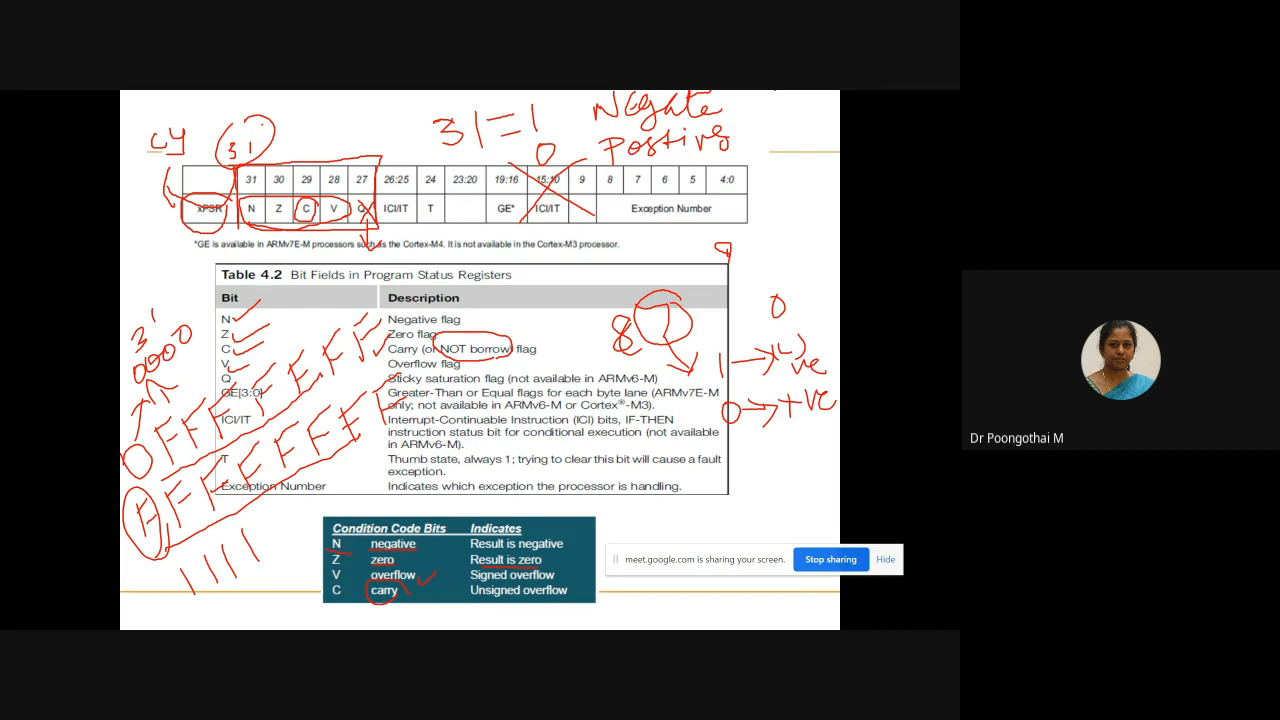 Negate
31=1
Postive
0
CY
31
31 30 29 28 27 26:25 24 23:20 19:16 15:10 9 8 7 6 5 4:0
xPSR N Z C V Q ICI/IT T GE* ICI/IT Exception Number
*GE is available in ARMv7E-M processors such as the Cortex-M4. It is not available in the Cortex-M3 processor.
Table 4.2 Bit Fields in Program Status Registers
Bit Description
N Negative flag
Z Zero flag
C Carry (or NOT borrow) flag
V Overflow flag
Q Sticky saturation flag (not available in ARMv6-M)
GE[3:0] Greater-Than or Equal flags for each byte lane (ARMv7E-M
only; not available in ARMv6-M or Cortex®-M3).
ICI/IT Interrupt-Continuable Instruction (ICI) bits, IF-THEN
instruction status bit for conditional execution (not available
in ARMv6-M).
T Thumb state, always 1; trying to clear this bit will cause a fault
exception.
Exception Number Indicates which exception the processor is handling.
31
0000
0FFFFFFF
FFFFFFFF
1111
8 7
0
1 → (-)ve
0 → +ve
Condition Code Bits Indicates
N negative Result is negative
Z zero Result is zero
V overflow Signed overflow
C carry Unsigned overflow
meet.google.com is sharing your screen. Stop sharing Hide
Dr Poongothai M